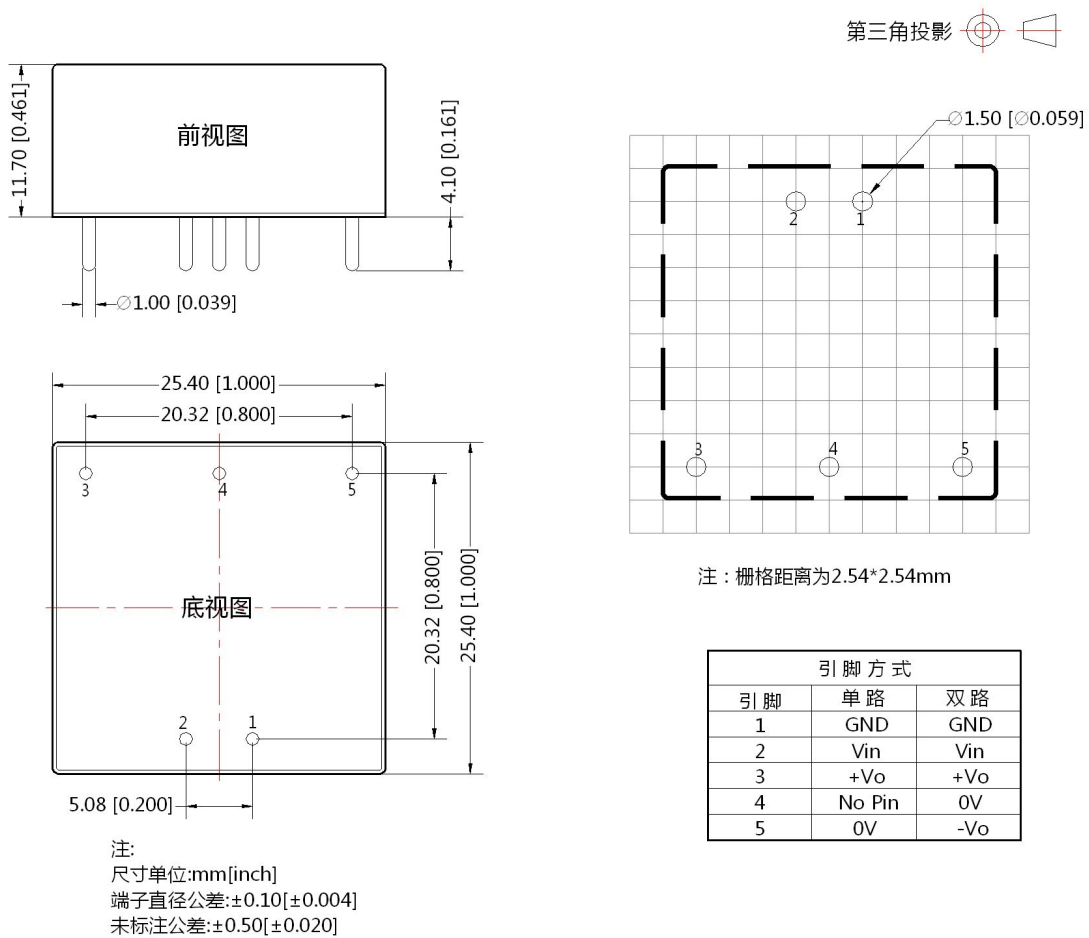 第三角投影
11.70 [0.461]
前视图
4.10 [0.161]
∅1.00 [0.039]
∅1.50 [∅0.059]
2
1
3
4
5
注：栅格距离为2.54*2.54mm
25.40 [1.000]
20.32 [0.800]
3
4
5
底视图
20.32 [0.800]
25.40 [1.000]
2
1
5.08 [0.200]
注:
尺寸单位:mm[inch]
端子直径公差:±0.10[±0.004]
未标注公差:±0.50[±0.020]
引脚方式
引脚 单路 双路
1 GND GND
2 Vin Vin
3 +Vo +Vo
4 No Pin 0V
5 0V -Vo